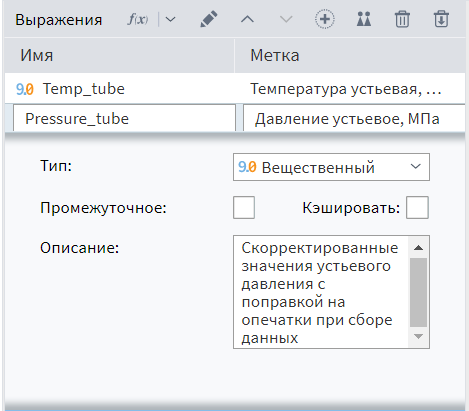 Выражения f(x)
Имя Метка
9.0 Temp_tube Температура устьевая, ...
Pressure_tube Давление устьевое, МПа
Тип: 9.0 Вещественный
Промежуточное: Кэшировать:
Описание: Скорректированные
значения устьевого
давления с
поправкой на
опечатки при сборе
данных